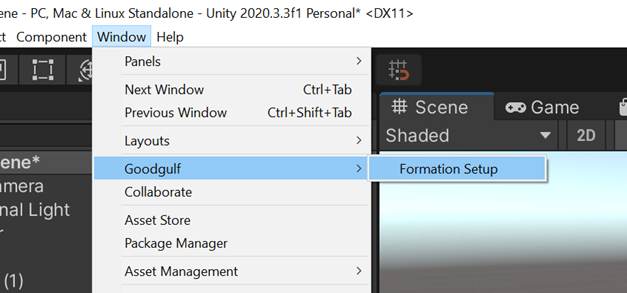 ene - PC, Mac & Linux Standalone - Unity 2020.3.3f1 Personal* <DX11>
ct Component Window Help
Panels
Next Window Ctrl+Tab
Previous Window Ctrl+Shift+Tab
Layouts
Goodgulf
Formation Setup
Collaborate
Asset Store
Package Manager
Asset Management
Scene
Game
Shaded
2D
ene*
amera
nal Light
r
(1)